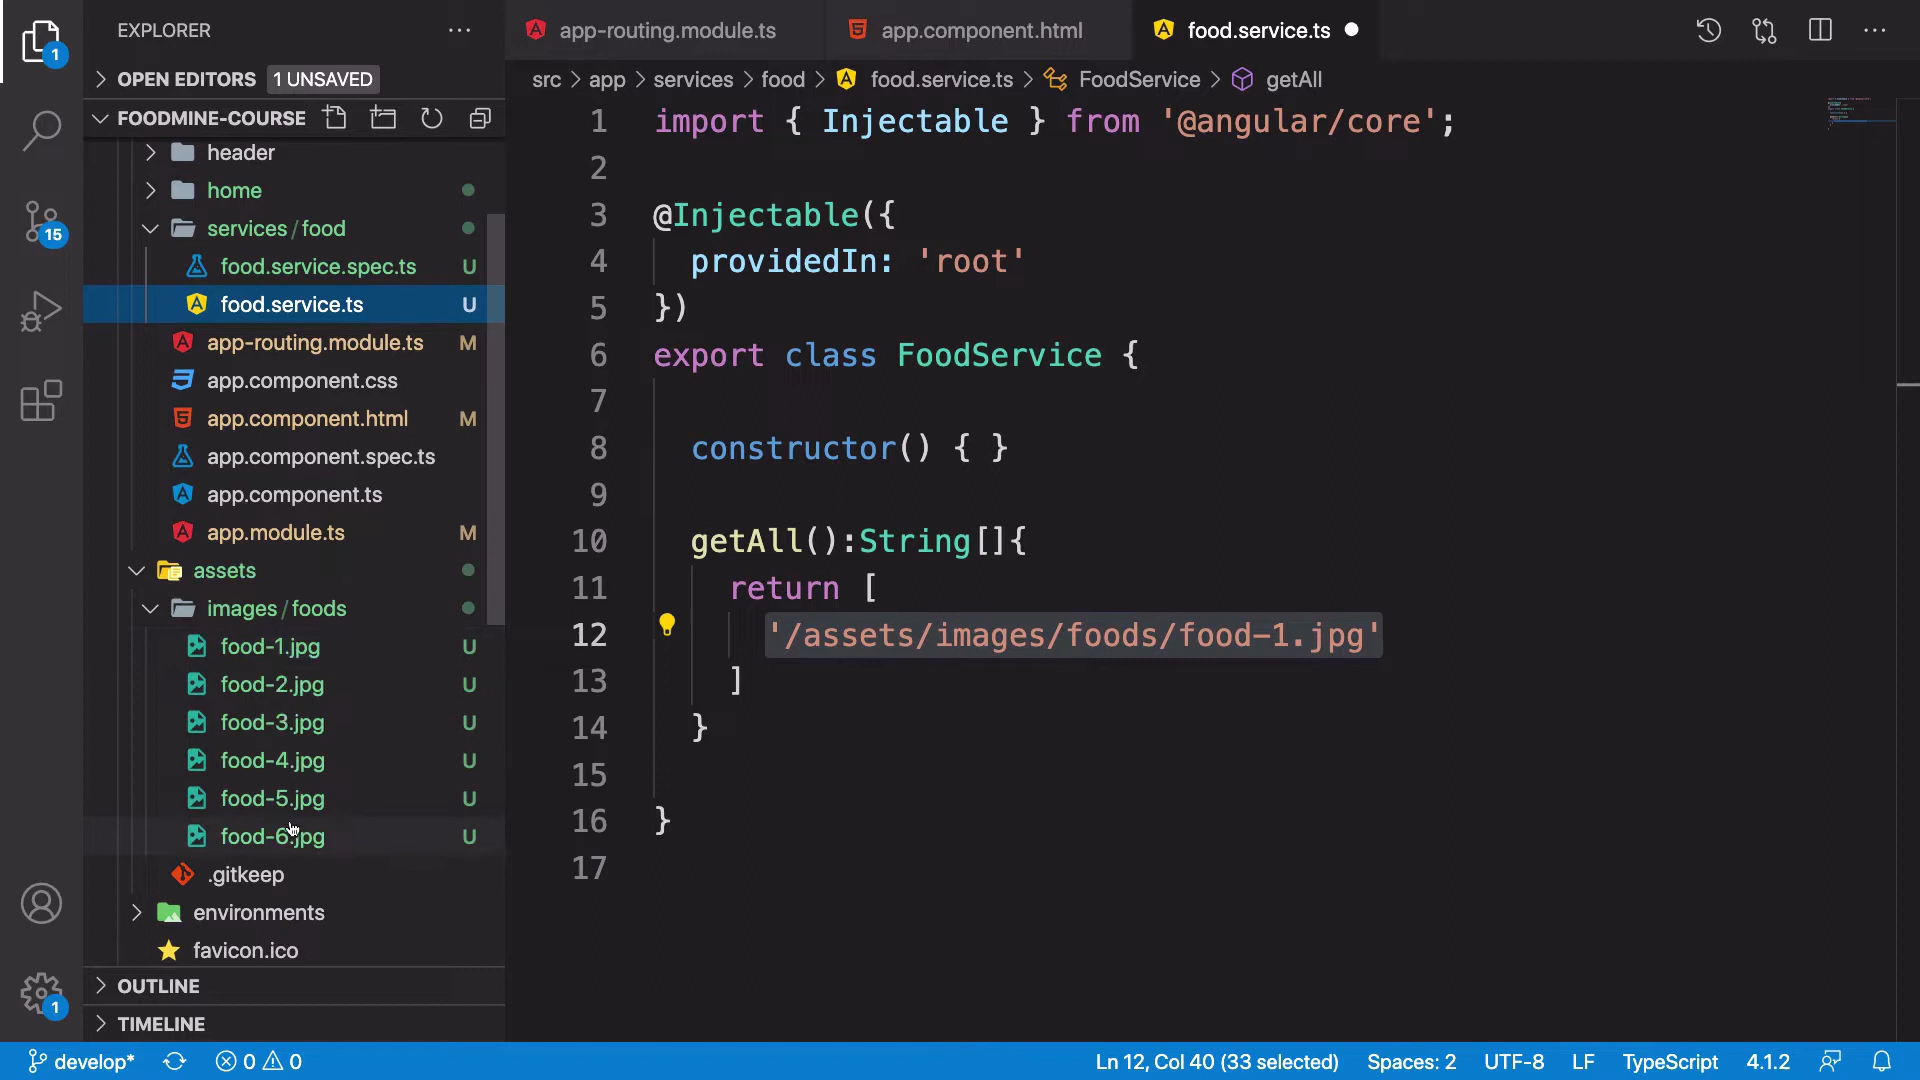 EXPLORER
OPEN EDITORS 1 UNSAVED
FOODMINE-COURSE
header
home
services / food
food.service.spec.ts U
food.service.ts U
app-routing.module.ts M
app.component.css
app.component.html M
app.component.spec.ts
app.component.ts
app.module.ts M
assets
images / foods
food-1.jpg U
food-2.jpg U
food-3.jpg U
food-4.jpg U
food-5.jpg U
food-6.jpg U
.gitkeep
environments
favicon.ico
OUTLINE
TIMELINE
1
15
1
app-routing.module.ts app.component.html food.service.ts
src > app > services > food > food.service.ts > FoodService > getAll
1 import { Injectable } from '@angular/core';
2
3 @Injectable({
4 providedIn: 'root'
5 })
6 export class FoodService {
7
8 constructor() { }
9
10 getAll():String[]{
11 return [
12 '/assets/images/foods/food-1.jpg'
13 ]
14 }
15
16 }
17
develop* 0 0 Ln 12, Col 40 (33 selected) Spaces: 2 UTF-8 LF TypeScript 4.1.2